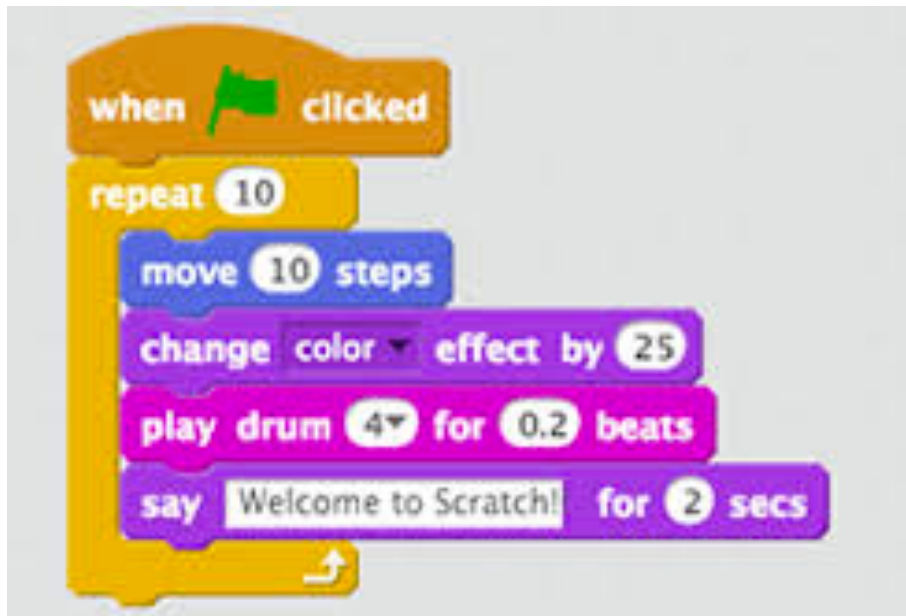 when clicked
repeat 10
move 10 steps
change color effect by 25
play drum 4 for 0.2 beats
say Welcome to Scratch! for 2 secs